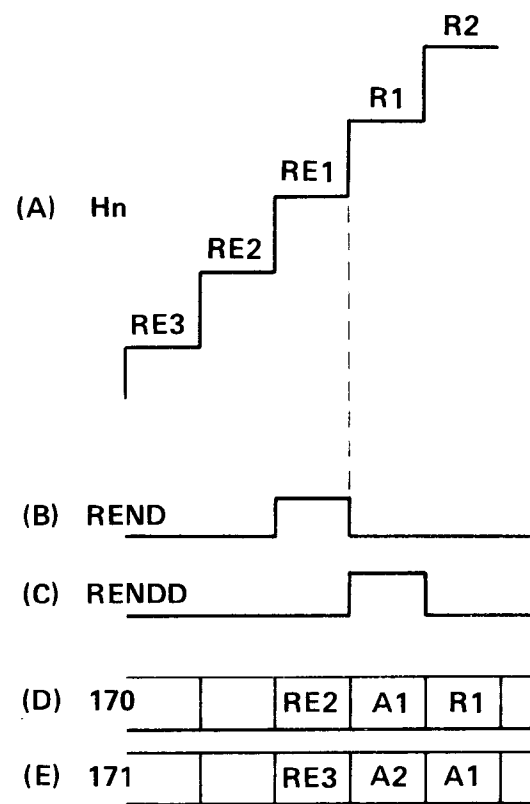 R2
R1
RE1
(A) Hn
RE2
RE3
(B) REND
(C) RENDD
(D) 170 RE2 A1 R1
(E) 171 RE3 A2 A1